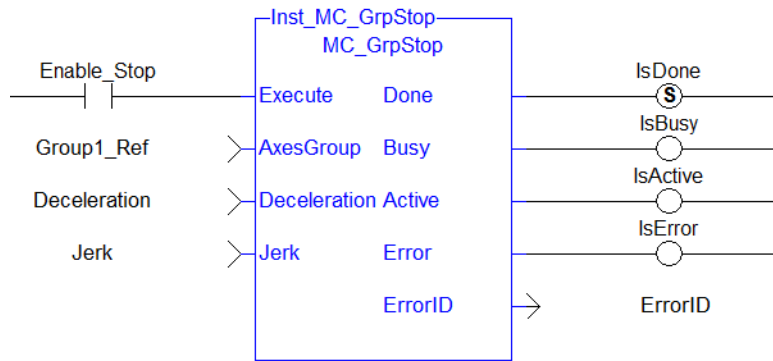 Inst_MC_GrpStop
MC_GrpStop
Enable_Stop
IsDone
Execute Done
S
IsBusy
Group1_Ref AxesGroup Busy
IsActive
Deceleration Deceleration Active
IsError
Jerk Jerk Error
ErrorID ErrorID